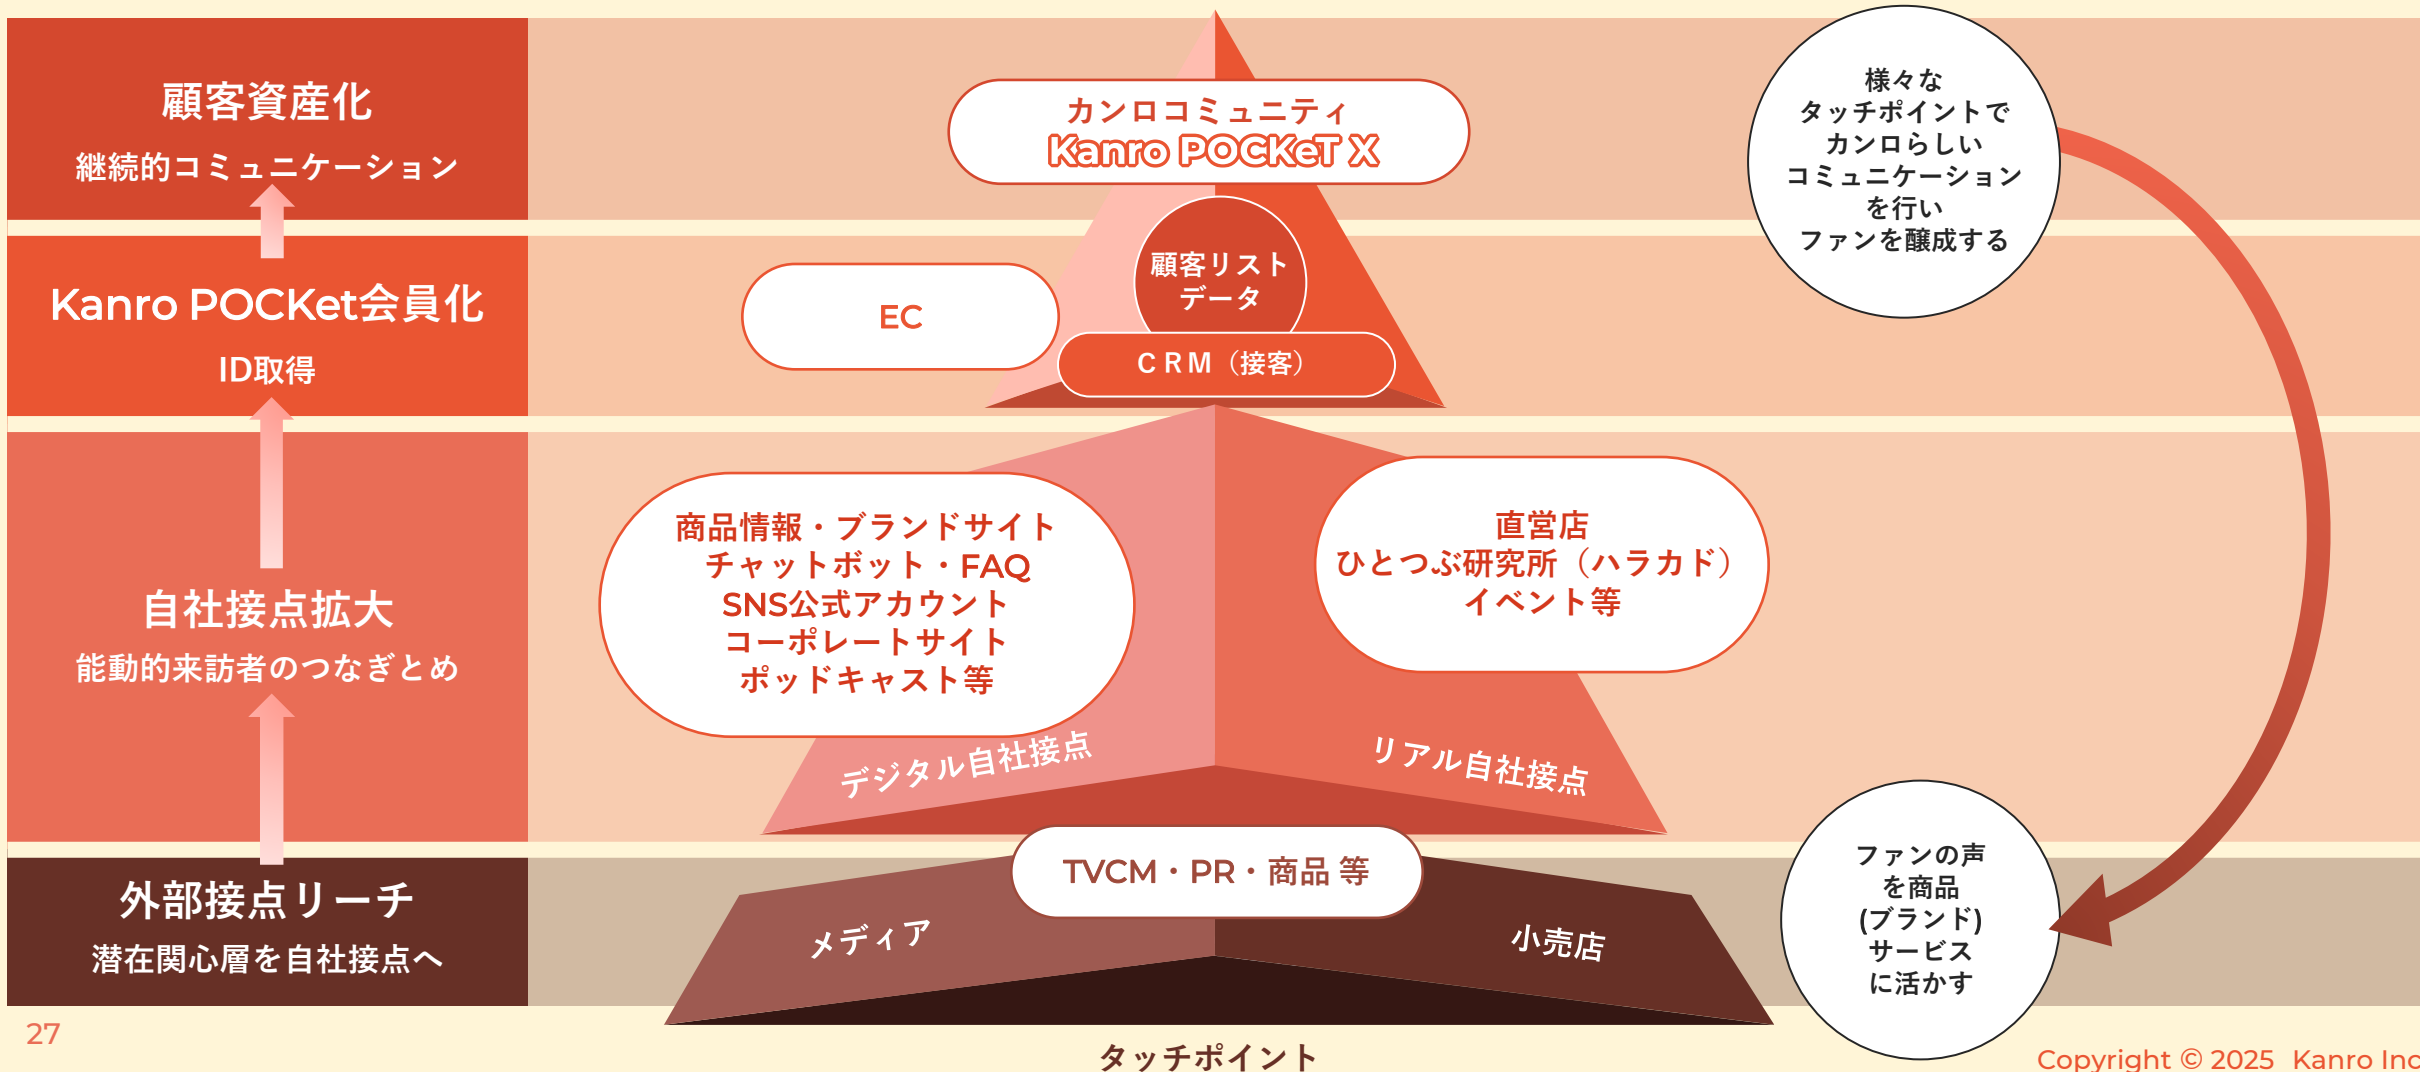 顧客資産化
継続的コミュニケーション
Kanro POCKet会員化
ID取得
自社接点拡大
能動的来訪者のつなぎとめ
外部接点リーチ
潜在関心層を自社接点へ
カンロコミュニティ
Kanro POCKeT X
顧客リスト
データ
EC
CRM（接客）
商品情報・ブランドサイト
チャットボット・FAQ
SNS公式アカウント
コーポレートサイト
ポッドキャスト等
直営店
ひとつぶ研究所（ハラカド）
イベント等
デジタル自社接点
リアル自社接点
TVCM・PR・商品 等
メディア
小売店
タッチポイント
様々な
タッチポイントで
カンロらしい
コミュニケーション
を行い
ファンを醸成する
ファンの声
を商品
(ブランド)
サービス
に活かす
27
Copyright © 2025 Kanro Inc